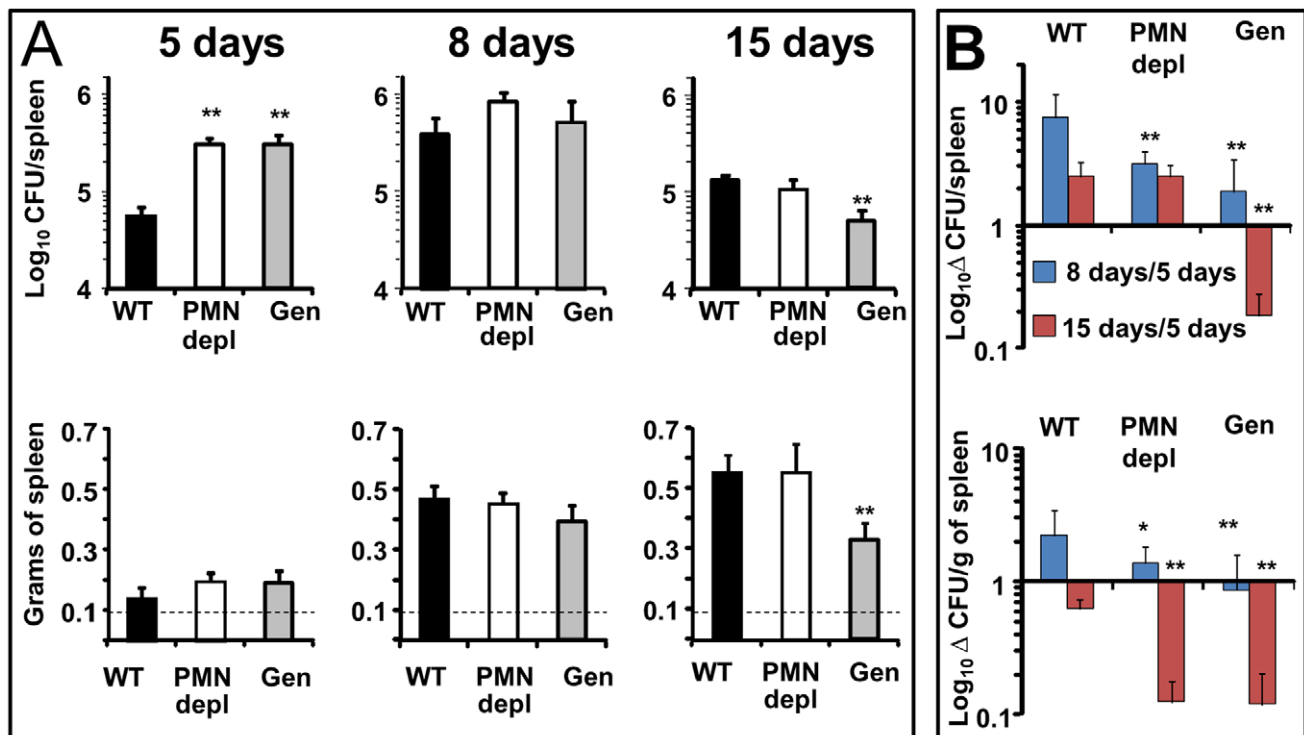 A
5 days
8 days
15 days
Log₁₀ CFU/spleen
6
5
4
WT
PMN
depl
Gen
**
**
6
5
4
WT
PMN
depl
Gen
6
5
4
WT
PMN
depl
Gen
**
Grams of spleen
0.7
0.5
0.3
0.1
WT
PMN
depl
Gen
0.7
0.5
0.3
0.1
WT
PMN
depl
Gen
0.7
0.5
0.3
0.1
WT
PMN
depl
Gen
**
B
WT
PMN
depl
Gen
Log₁₀Δ CFU/spleen
10
1
0.1
**
**
**
8 days/5 days
15 days/5 days
WT
PMN
depl
Gen
Log₁₀ Δ CFU/g of spleen
10
1
0.1
*
**
**
**